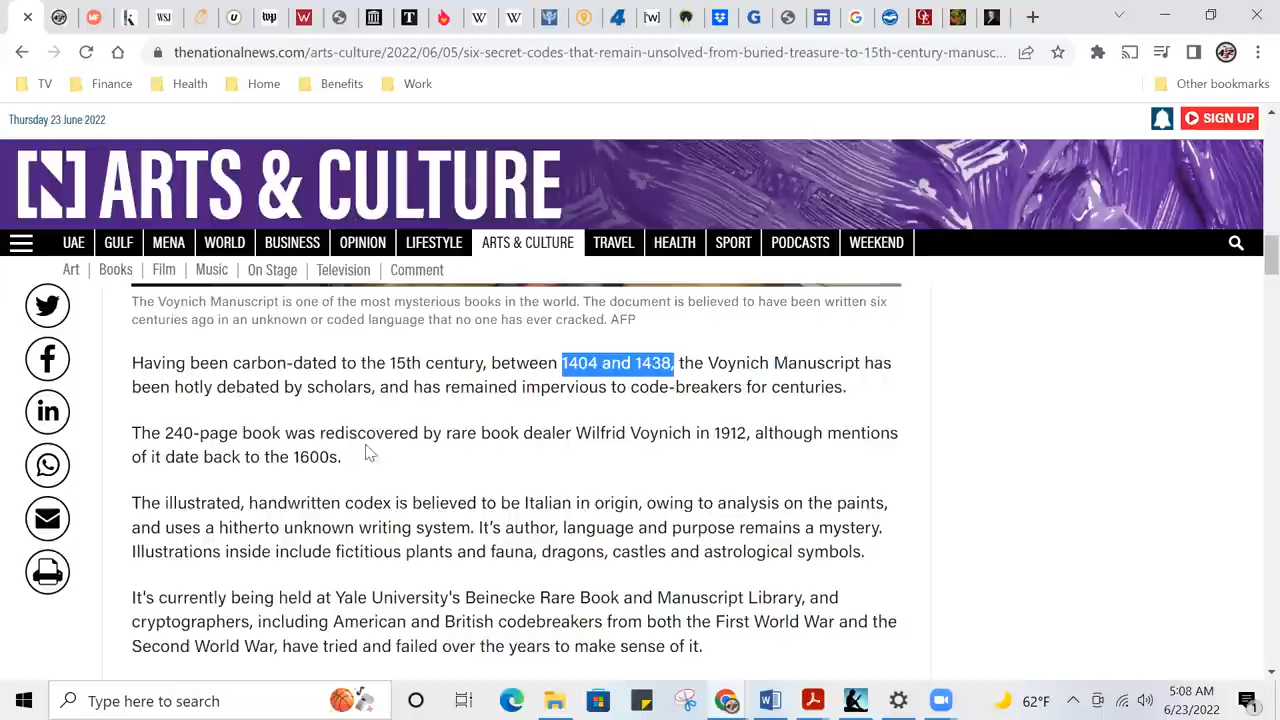 thenationalnews.com/arts-culture/2022/06/05/six-secret-codes-that-remain-unsolved-from-buried-treasure-to-15th-century-manusc...
TV Finance Health Home Benefits Work Other bookmarks
Thursday 23 June 2022
SIGN UP
[N] ARTS & CULTURE
UAE GULF MENA WORLD BUSINESS OPINION LIFESTYLE ARTS & CULTURE TRAVEL HEALTH SPORT PODCASTS WEEKEND
Art | Books | Film | Music | On Stage | Television | Comment
The Voynich Manuscript is one of the most mysterious books in the world. The document is believed to have been written six
centuries ago in an unknown or coded language that no one has ever cracked. AFP
Having been carbon-dated to the 15th century, between 1404 and 1438, the Voynich Manuscript has
been hotly debated by scholars, and has remained impervious to code-breakers for centuries.
The 240-page book was rediscovered by rare book dealer Wilfrid Voynich in 1912, although mentions
of it date back to the 1600s.
The illustrated, handwritten codex is believed to be Italian in origin, owing to analysis on the paints,
and uses a hitherto unknown writing system. It's author, language and purpose remains a mystery.
Illustrations inside include fictitious plants and fauna, dragons, castles and astrological symbols.
It's currently being held at Yale University's Beinecke Rare Book and Manuscript Library, and
cryptographers, including American and British codebreakers from both the First World War and the
Second World War, have tried and failed over the years to make sense of it.
Type here to search
62°F
5:08 AM
6/23/2022
1